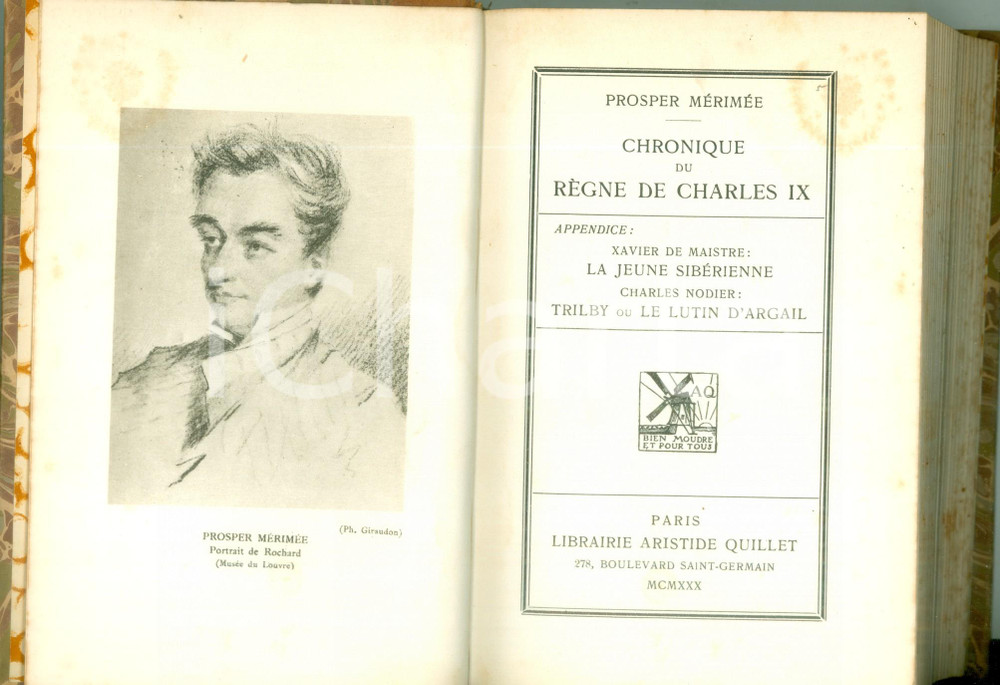 PROSPER MÉRIMÉE
Portrait de Rochard
(Musée du Louvre)
(Ph. Giraudon)
PROSPER MÉRIMÉE
CHRONIQUE
DU
RÈGNE DE CHARLES IX
APPENDICE :
XAVIER DE MAISTRE :
LA JEUNE SIBÉRIENNE
CHARLES NODIER :
TRILBY OU LE LUTIN D'ARGAIL
AQ
BIEN MOUDRE
ET POUR TOUS
PARIS
LIBRAIRIE ARISTIDE QUILLET
278, BOULEVARD SAINT-GERMAIN
MCMXXX